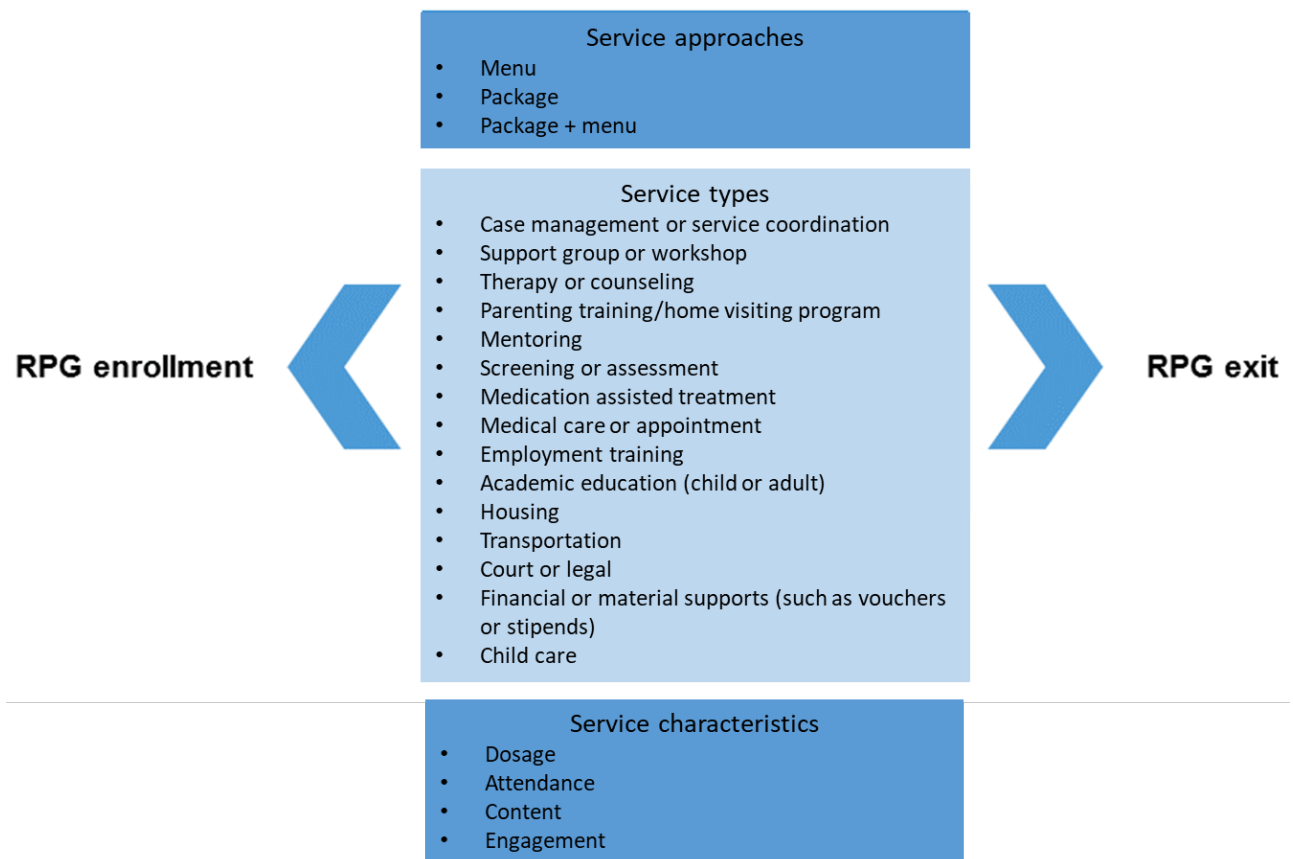 Service approaches
• Menu
• Package
• Package + menu
Service types
• Case management or service coordination
• Support group or workshop
• Therapy or counseling
• Parenting training/home visiting program
• Mentoring
• Screening or assessment
• Medication assisted treatment
• Medical care or appointment
• Employment training
• Academic education (child or adult)
• Housing
• Transportation
• Court or legal
• Financial or material supports (such as vouchers
or stipends)
• Child care
RPG enrollment
RPG exit
Service characteristics
• Dosage
• Attendance
• Content
• Engagement